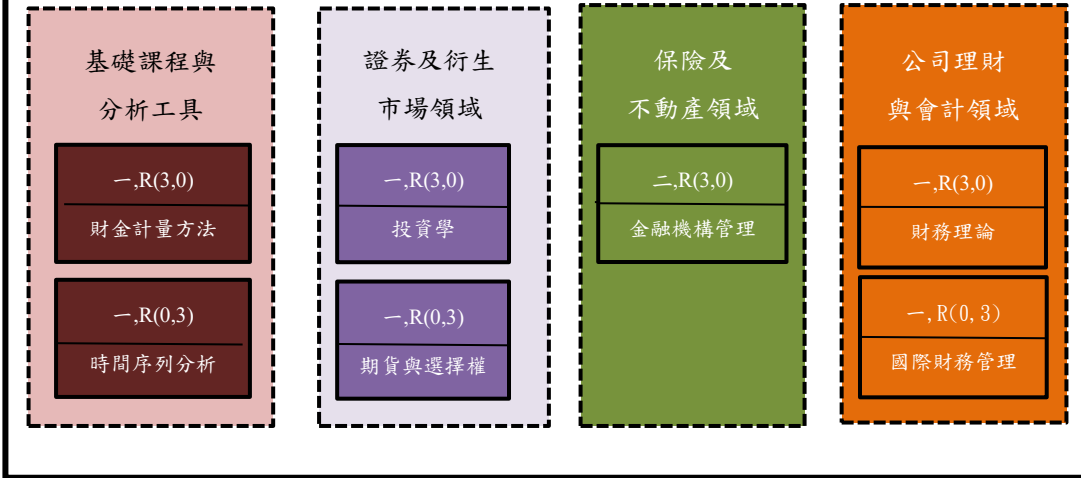 基礎課程與
分析工具
一,R(3,0)
財金計量方法
一,R(0,3)
時間序列分析
證券及衍生
市場領域
一,R(3,0)
投資學
一,R(0,3)
期貨與選擇權
保險及
不動產領域
二,R(3,0)
金融機構管理
公司理財
與會計領域
一,R(3,0)
財務理論
一,R(0,3)
國際財務管理